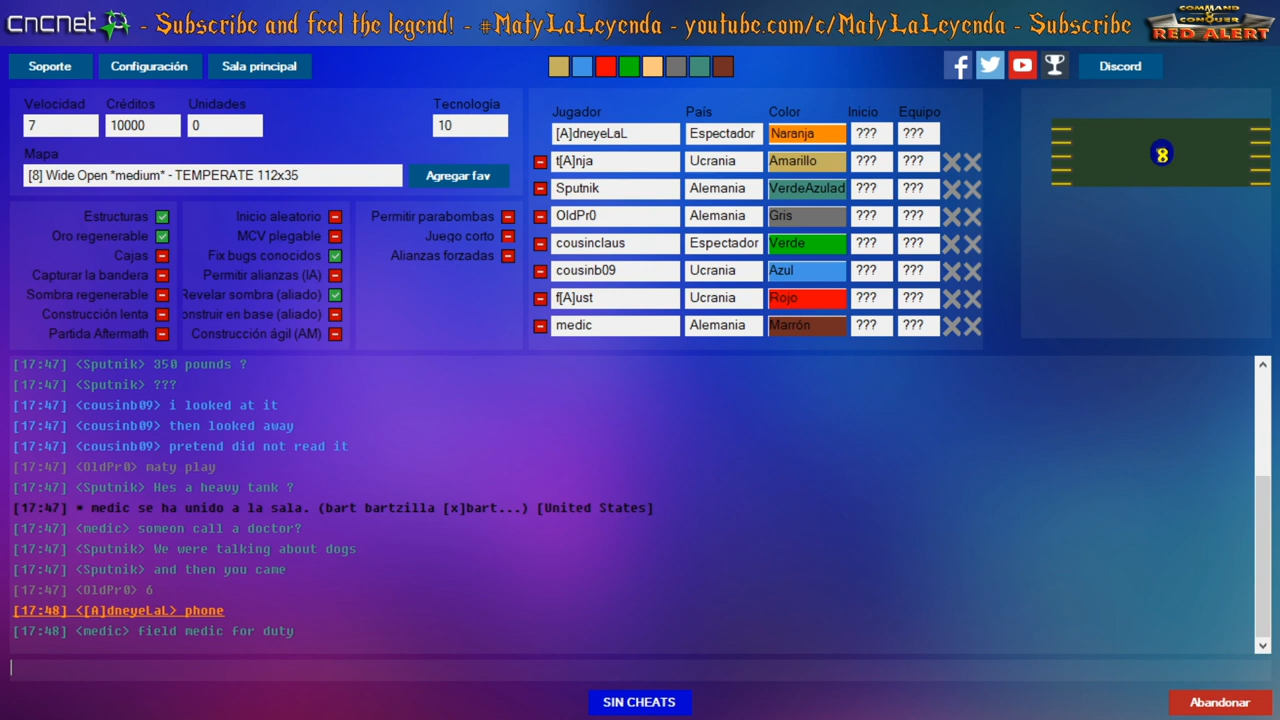 CnCNet - Subscribe and feel the legend! - #MatyLaLeyenda - youtube.com/c/MatyLaLeyenda - Subscribe
COMMAND & CONQUER RED ALERT
Soporte Configuración Sala principal Discord
Velocidad Créditos Unidades Tecnología
7 10000 0 10
Mapa
[8] Wide Open *medium* - TEMPERATE 112x35 Agregar fav
Estructuras Inicio aleatorio Permitir parabombas
Oro regenerable MCV plegable Juego corto
Cajas Fix bugs conocidos Alianzas forzadas
Capturar la bandera Permitir alianzas (IA)
Sombra regenerable Revelar sombra (aliado)
Construcción lenta onstruir en base (aliado)
Partida Aftermath Construcción ágil (AM)
Jugador País Color Inicio Equipo
[A]dneyeLaL Espectador Naranja ??? ???
t[A]nja Ucrania Amarillo ??? ???
Sputnik Alemania VerdeAzulad ??? ???
OldPr0 Alemania Gris ??? ???
cousinclaus Espectador Verde ??? ???
cousinb09 Ucrania Azul ??? ???
f[A]ust Ucrania Rojo ??? ???
medic Alemania Marrón ??? ???
8
[17:47] <Sputnik> 350 pounds ?
[17:47] <Sputnik> ???
[17:47] <cousinb09> i looked at it
[17:47] <cousinb09> then looked away
[17:47] <cousinb09> pretend did not read it
[17:47] <OldPr0> maty play
[17:47] <Sputnik> Hes a heavy tank ?
[17:47] * medic se ha unido a la sala. (bart bartzilla [x]bart...) [United States]
[17:47] <medic> someon call a doctor?
[17:47] <Sputnik> We were talking about dogs
[17:47] <Sputnik> and then you came
[17:47] <OldPr0> 6
[17:48] <[A]dneyeLaL> phone
[17:48] <medic> field medic for duty
SIN CHEATS Abandonar